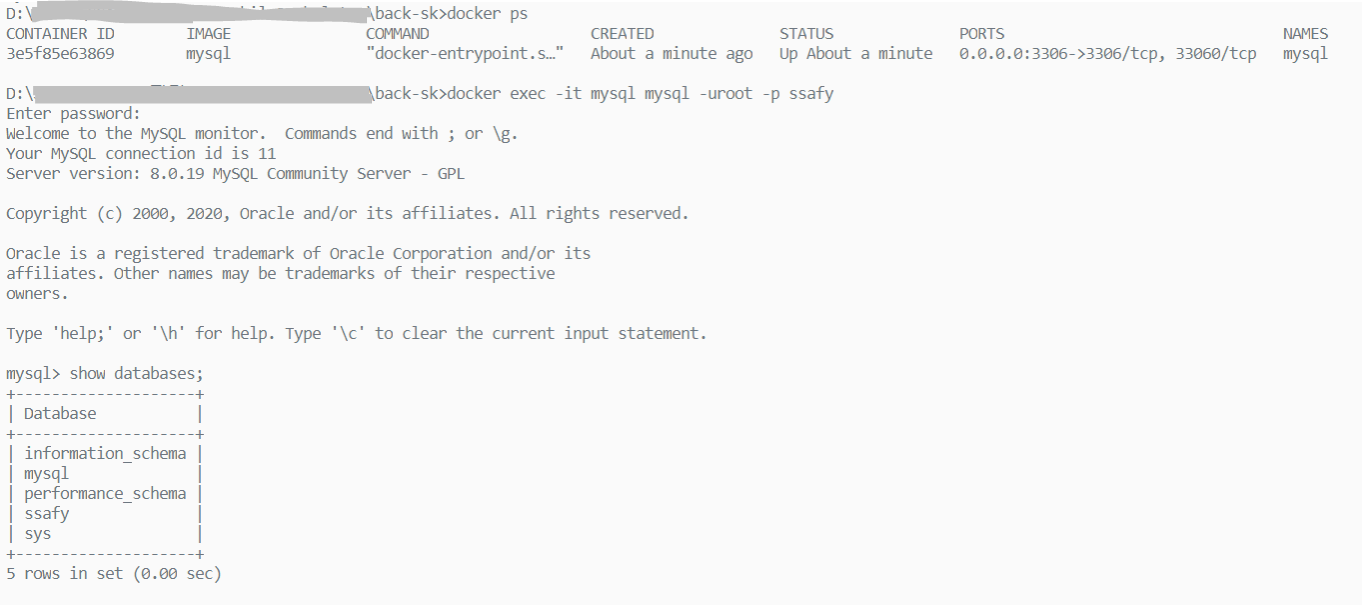 D:\ \back-sk>docker ps
CONTAINER ID IMAGE COMMAND CREATED STATUS PORTS NAMES
3e5f85e63869 mysql "docker-entrypoint.s…" About a minute ago Up About a minute 0.0.0.0:3306->3306/tcp, 33060/tcp mysql
D:\ \back-sk>docker exec -it mysql mysql -uroot -p ssafy
Enter password:
Welcome to the MySQL monitor. Commands end with ; or \g.
Your MySQL connection id is 11
Server version: 8.0.19 MySQL Community Server - GPL
Copyright (c) 2000, 2020, Oracle and/or its affiliates. All rights reserved.
Oracle is a registered trademark of Oracle Corporation and/or its
affiliates. Other names may be trademarks of their respective
owners.
Type 'help;' or '\h' for help. Type '\c' to clear the current input statement.
mysql> show databases;
+--------------------+
| Database |
+--------------------+
| information_schema |
| mysql |
| performance_schema |
| ssafy |
| sys |
+--------------------+
5 rows in set (0.00 sec)